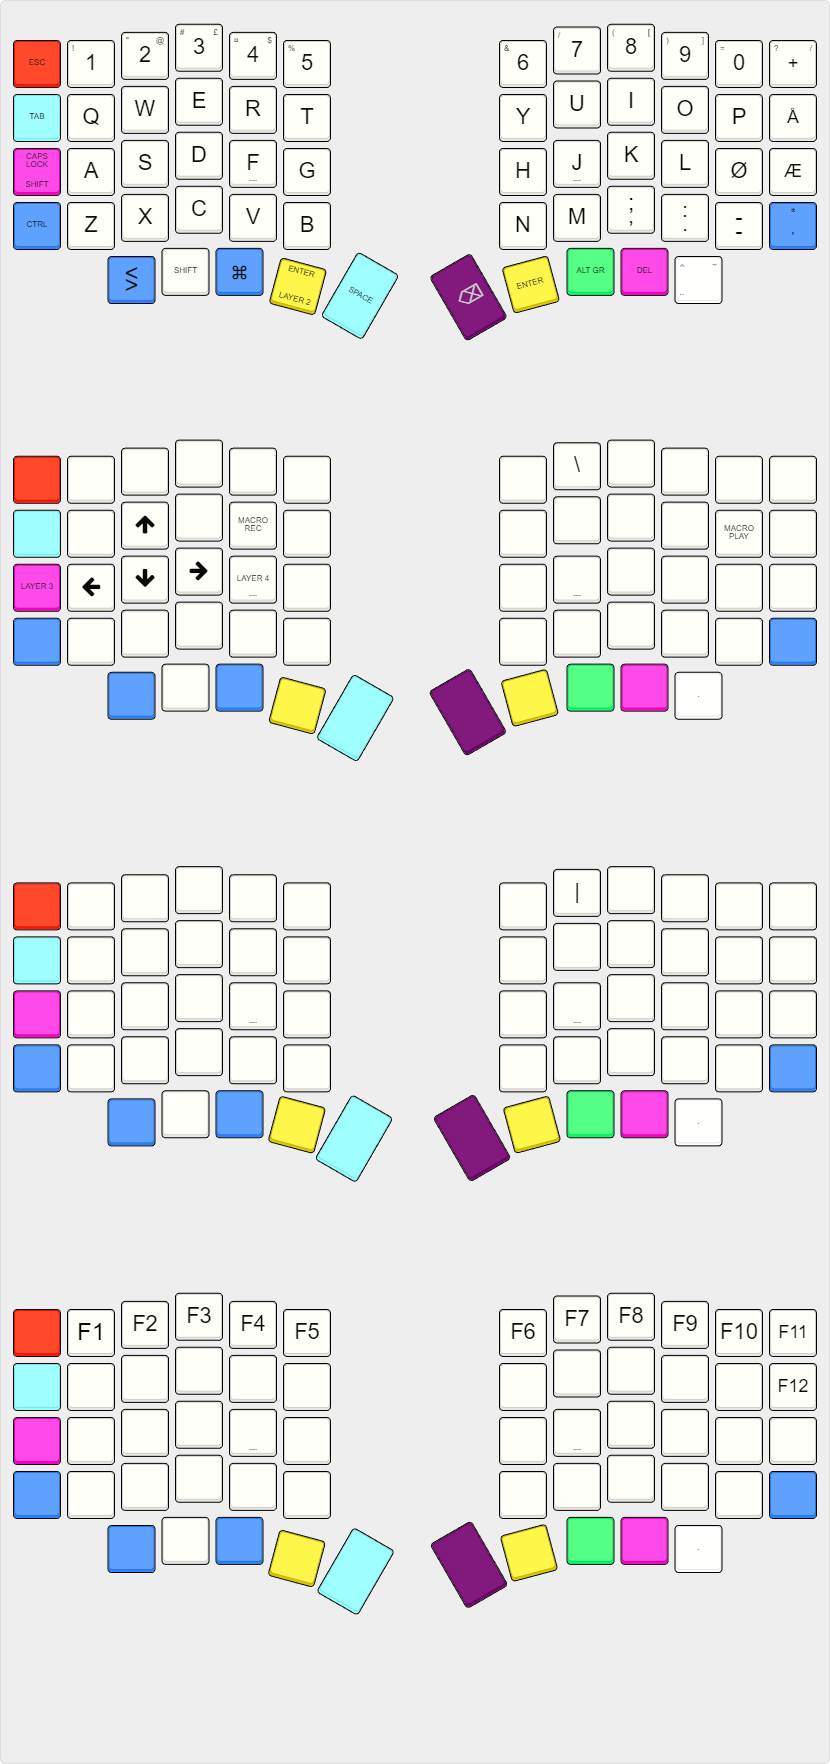 ESC ! 1 " @ 2 # £ 3 ¤ $ 4 % 5 & 6 / 7 ( [ 8 ) ] 9 = 0 ? / +
TAB Q W E R T Y U I O P Å
CAPS LOCK SHIFT A S D F _ G H J _ K L Ø Æ
CTRL Z X C V B N M ; , : . - - * '
< > SHIFT ⌘ ENTER LAYER 2 SPACE ENTER ALT GR DEL ^ ~ ¨
\
MACRO REC MACRO PLAY
LAYER 3 LAYER 4 _ _
.
|
_ _
.
F1 F2 F3 F4 F5 F6 F7 F8 F9 F10 F11
F12
_ _
.